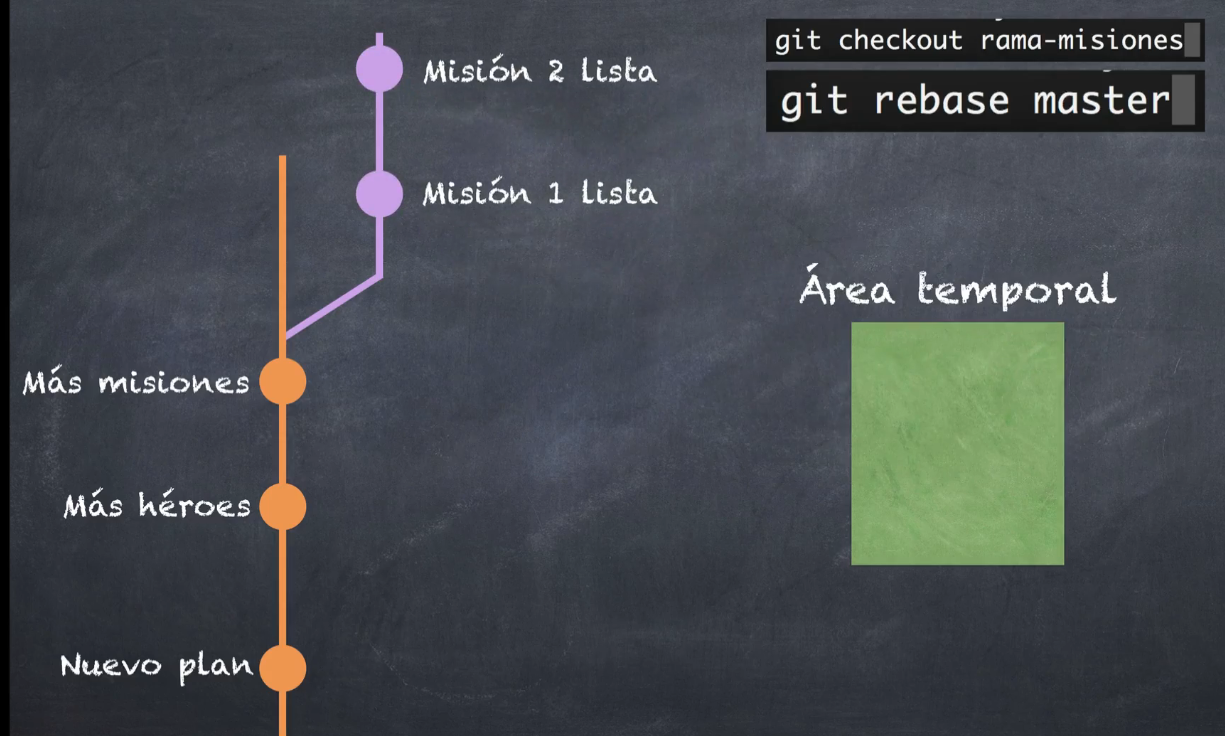 git checkout rama-misiones
git rebase master
Misión 2 lista
Misión 1 lista
Área temporal
Más misiones
Más héroes
Nuevo plan